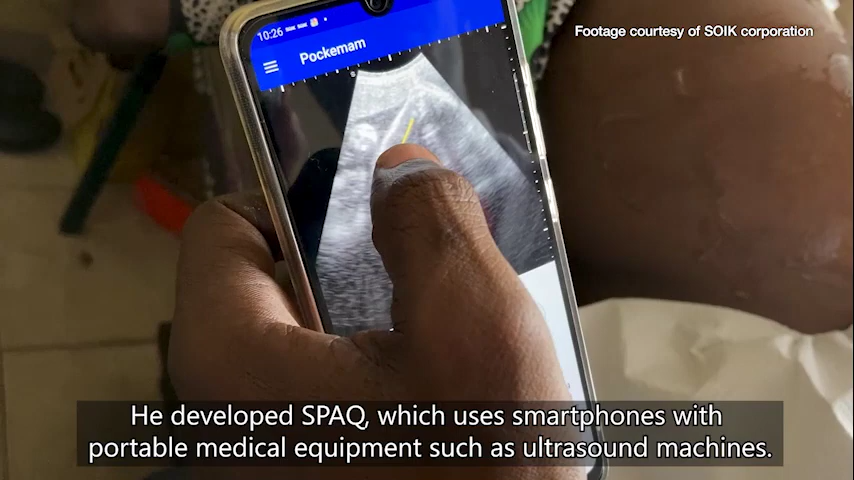 Footage courtesy of SOIK corporation
10:26
Pockemam
He developed SPAQ, which uses smartphones with
portable medical equipment such as ultrasound machines.